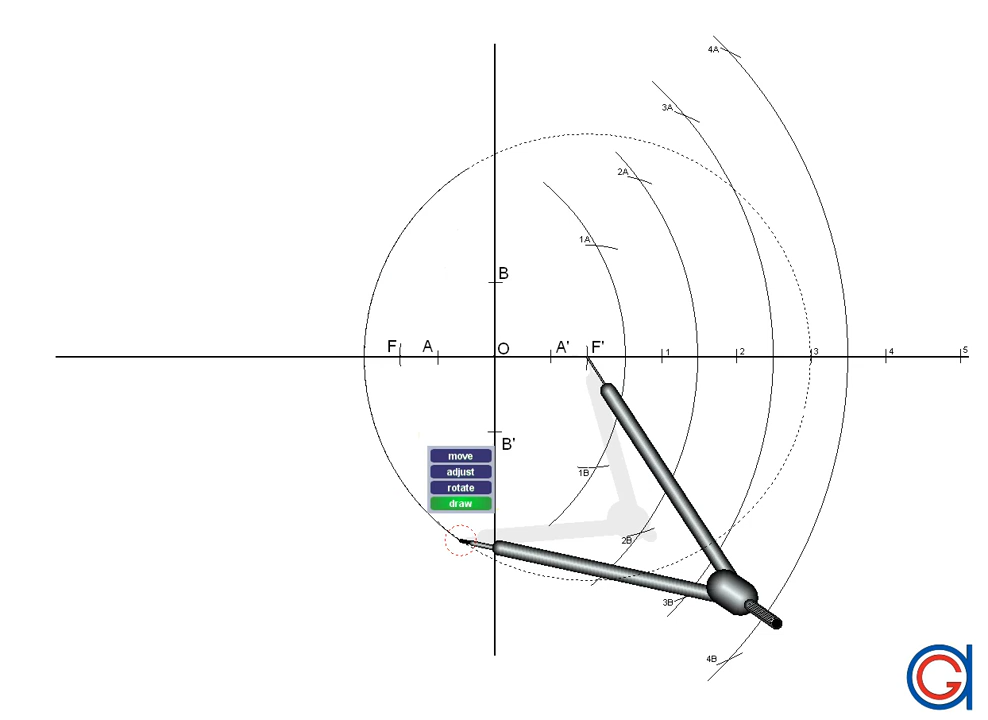 4A
3A
2A
1A
B
F A O A' F' 1 2 3 4 5
B'
move
adjust
rotate
draw
1B
2B
3B
4B